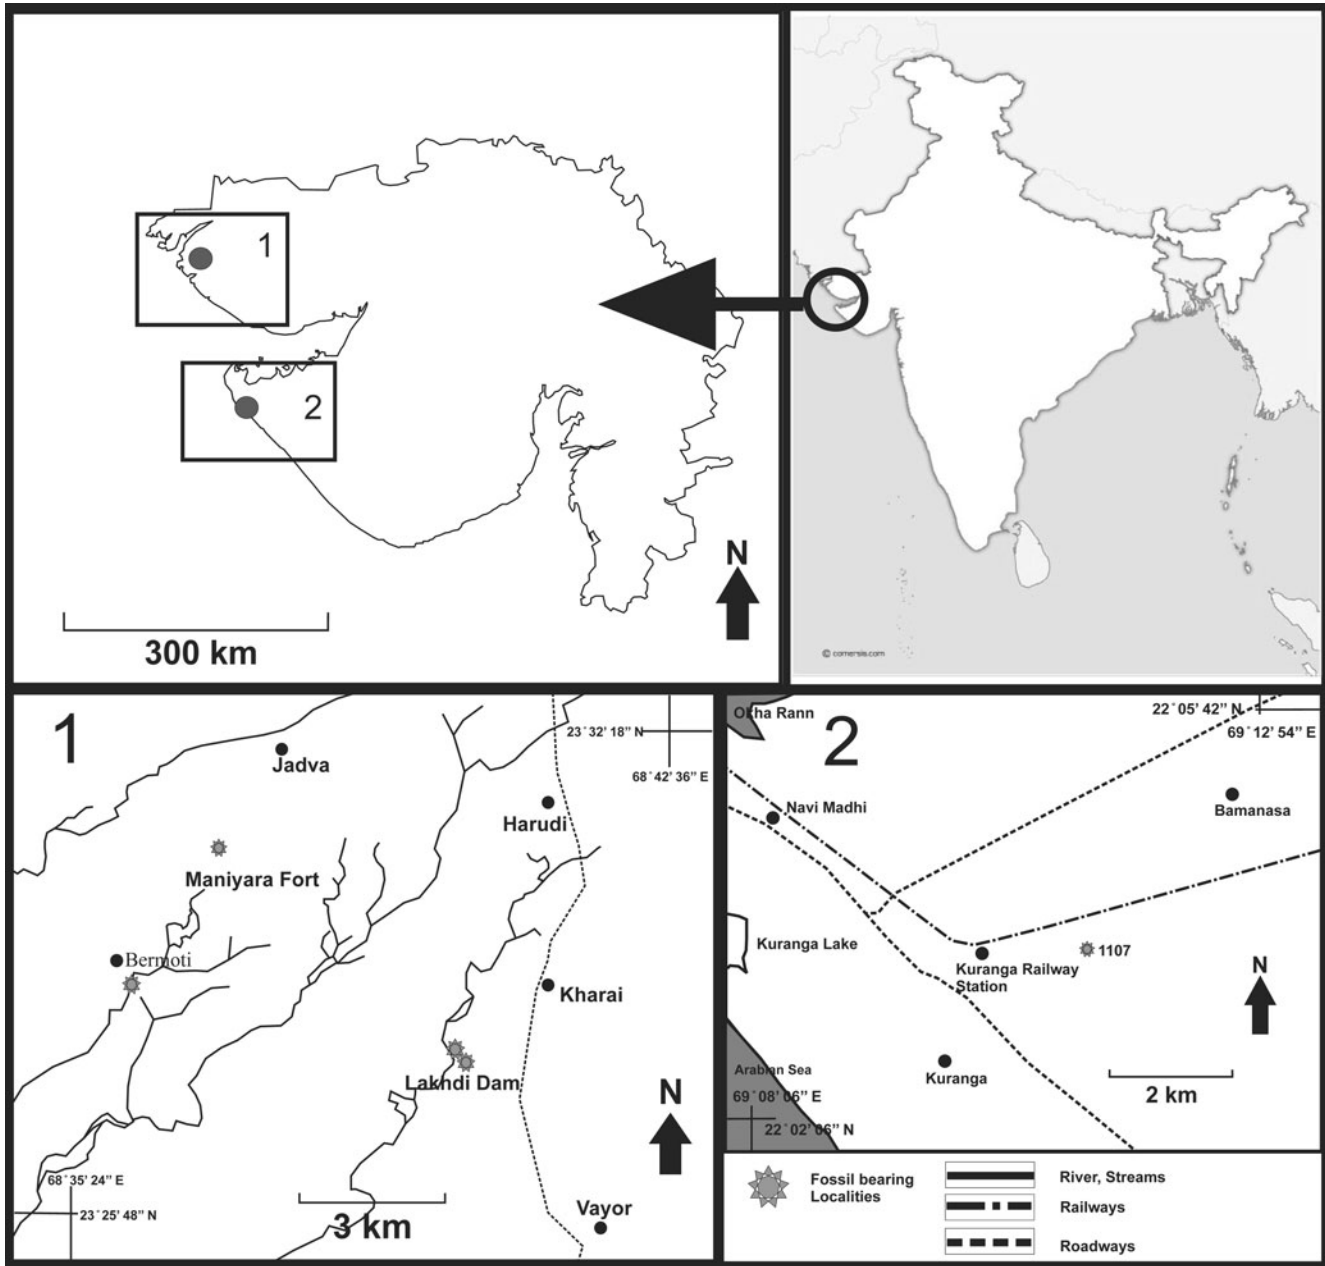 1
2
N
300 km
© comersis.com
1
23˚32’ 18” N
68˚42’ 36” E
Jadva
Harudi
Maniyara Fort
Bermoti
Kharai
Lakhdi Dam
N
68˚35’ 24” E
23˚25’ 48” N
3 km
Vayor
2
Okha Rann
22˚05’ 42” N
69˚12’ 54” E
Navi Madhi
Bamanasa
Kuranga Lake
1107
Kuranga Railway
Station
N
Arabian Sea
Kuranga
69˚08’ 06” E
22˚02’ 06” N
2 km
Fossil bearing
Localities
River, Streams
Railways
Roadways